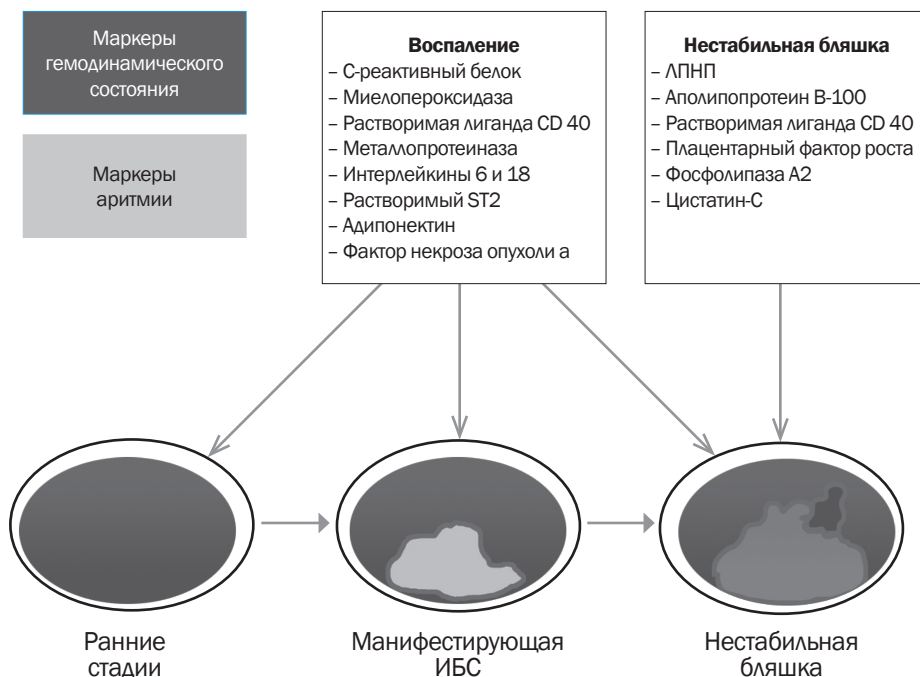 Маркеры
гемодинамического
состояния
Маркеры
аритмии
Воспаление
– С-реактивный белок
– Миелопероксидаза
– Растворимая лиганда CD 40
– Металлопротеиназа
– Интерлейкины 6 и 18
– Растворимый ST2
– Адипонектин
– Фактор некроза опухоли а
Нестабильная бляшка
– ЛПНП
– Аполипопротеин В-100
– Растворимая лиганда CD 40
– Плацентарный фактор роста
– Фосфолипаза А2
– Цистатин-С
Ранние
стадии
Манифестирующая
ИБС
Нестабильная
бляшка